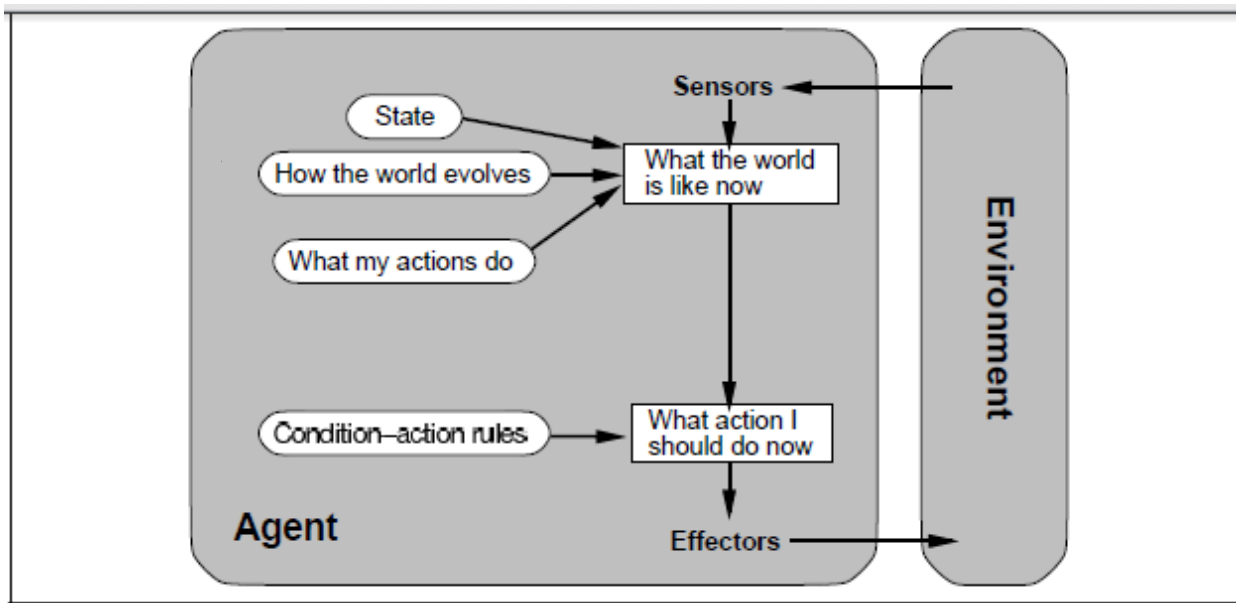 Sensors
State
What the world
is like now
How the world evolves
What my actions do
Environment
Condition–action rules
What action I
should do now
Agent
Effectors